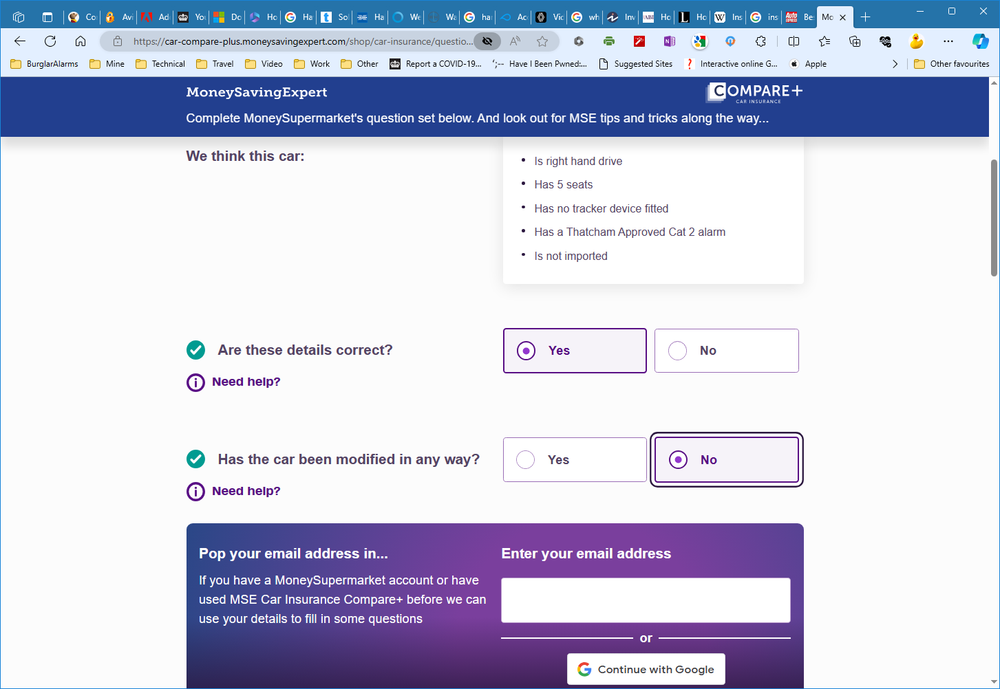 Co
Avi
Ad
Yo
Do
Ho
Ha
Sol
Ha
We
Wa
har
Acc
Vic
wh
Inv
Ho
Ho
Ins
ins
Be
Mo
https://car-compare-plus.moneysavingexpert.com/shop/car-insurance/questio...
BurglarAlarms
Mine
Technical
Travel
Video
Work
Other
Report a COVID-19...
Have I Been Pwned:...
Suggested Sites
Interactive online G...
Apple
Other favourites
MoneySavingExpert
COMPARE+
CAR INSURANCE
Complete MoneySupermarket's question set below. And look out for MSE tips and tricks along the way...
We think this car:
• Is right hand drive
• Has 5 seats
• Has no tracker device fitted
• Has a Thatcham Approved Cat 2 alarm
• Is not imported
Are these details correct?
Yes
No
Need help?
Has the car been modified in any way?
Yes
No
Need help?
Pop your email address in...
If you have a MoneySupermarket account or have
used MSE Car Insurance Compare+ before we can
use your details to fill in some questions
Enter your email address
or
Continue with Google